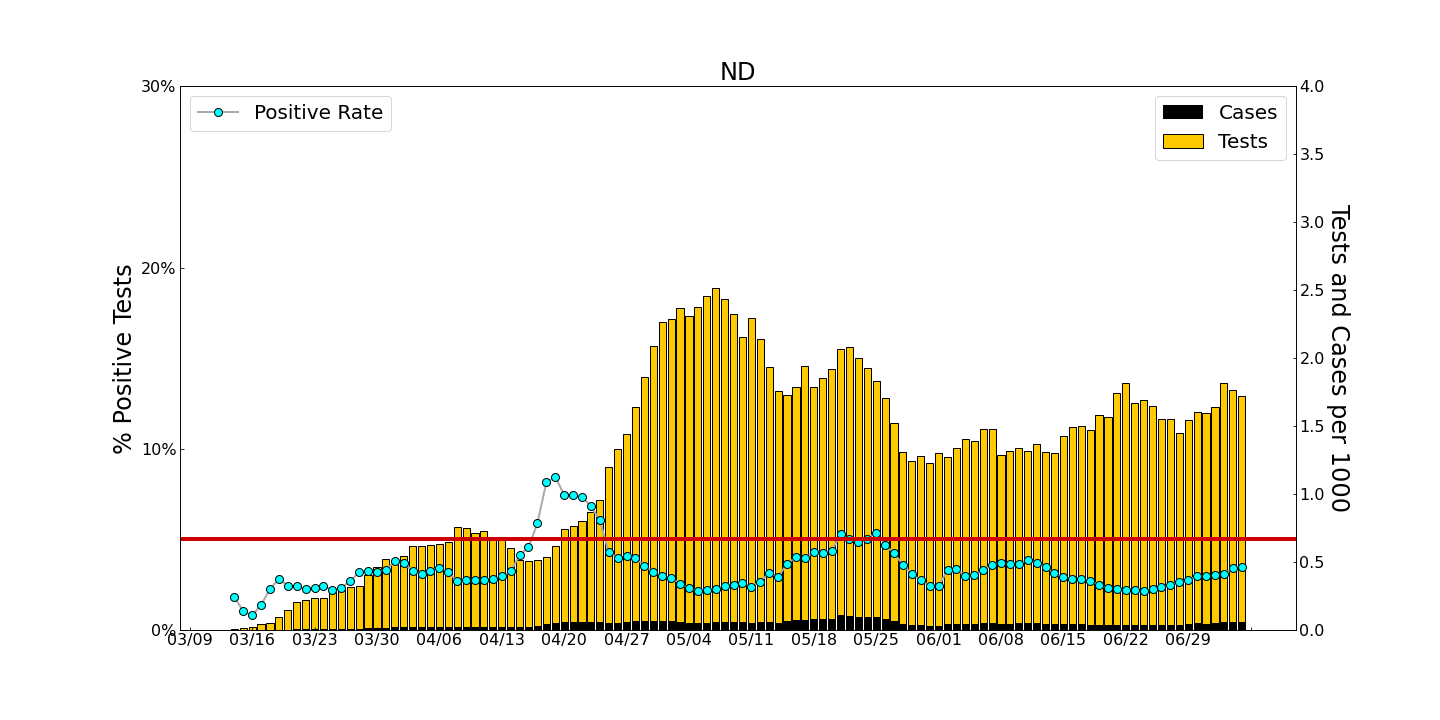 ND
30%
20%
10%
0%
% Positive Tests
Positive Rate
Cases
Tests
4.0
3.5
3.0
2.5
2.0
1.5
1.0
0.5
0.0
Tests and Cases per 1000
03/09 03/16 03/23 03/30 04/06 04/13 04/20 04/27 05/04 05/11 05/18 05/25 06/01 06/08 06/15 06/22 06/29